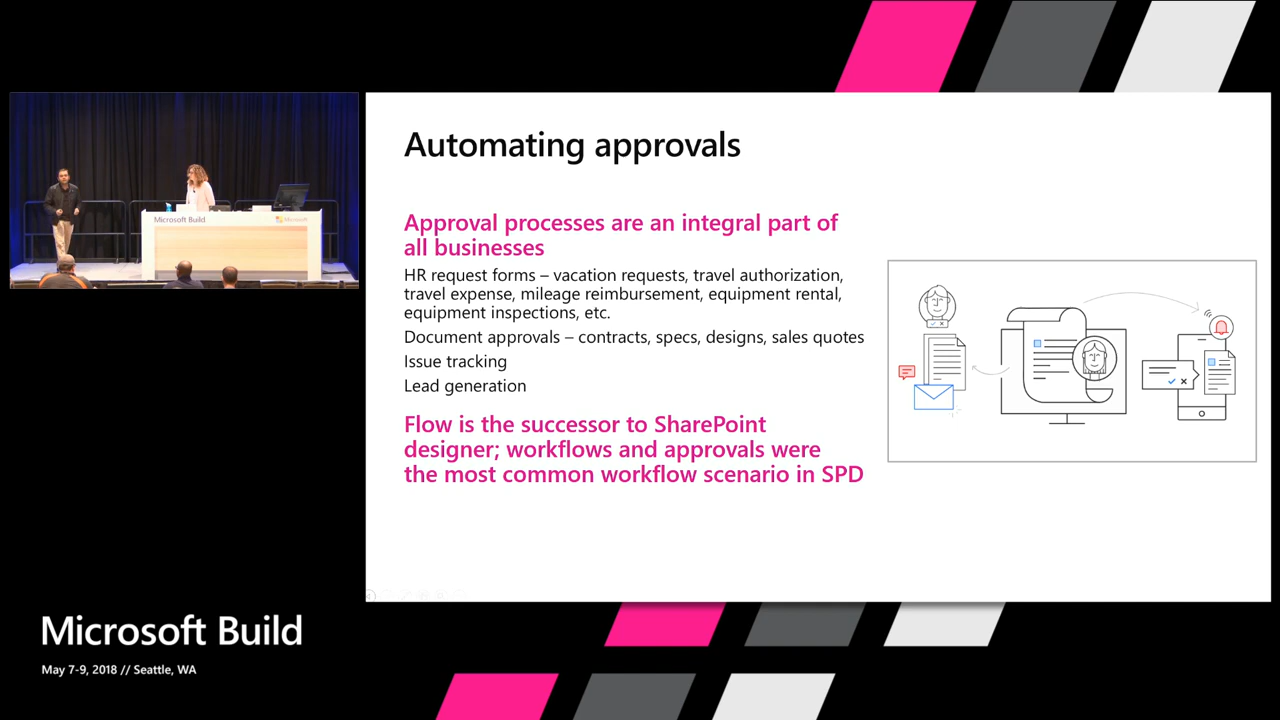 Microsoft Build
Microsoft
Automating approvals
Approval processes are an integral part of
all businesses
HR request forms – vacation requests, travel authorization,
travel expense, mileage reimbursement, equipment rental,
equipment inspections, etc.
Document approvals – contracts, specs, designs, sales quotes
Issue tracking
Lead generation
Flow is the successor to SharePoint
designer; workflows and approvals were
the most common workflow scenario in SPD
Microsoft Build
May 7-9, 2018 // Seattle, WA